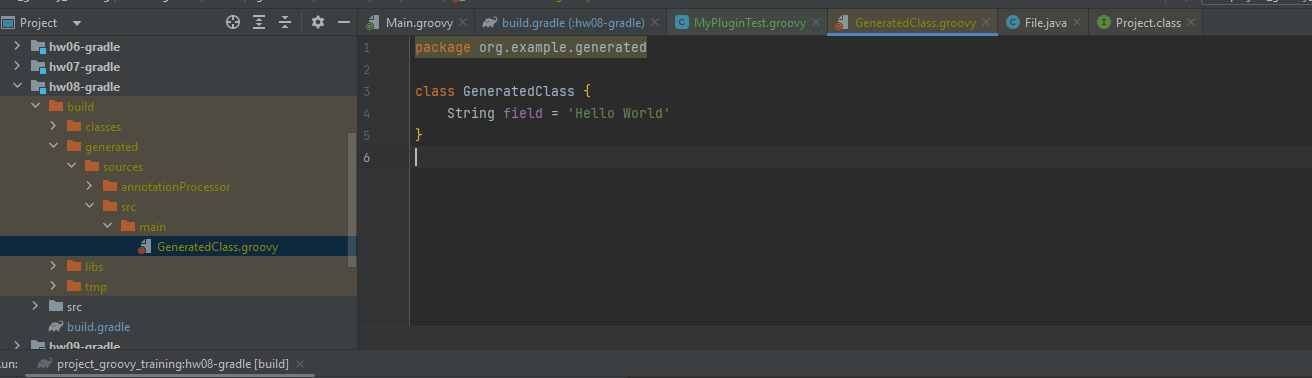 Project
Main.groovy
build.gradle (:hw08-gradle)
MyPluginTest.groovy
GeneratedClass.groovy
File.java
Project.class
hw06-gradle
hw07-gradle
hw08-gradle
build
classes
generated
sources
annotationProcessor
src
main
GeneratedClass.groovy
libs
tmp
src
build.gradle
hw09-gradle
1 package org.example.generated
2
3 class GeneratedClass {
4 String field = 'Hello World'
5 }
6
un: project_groovy_training:hw08-gradle [build]